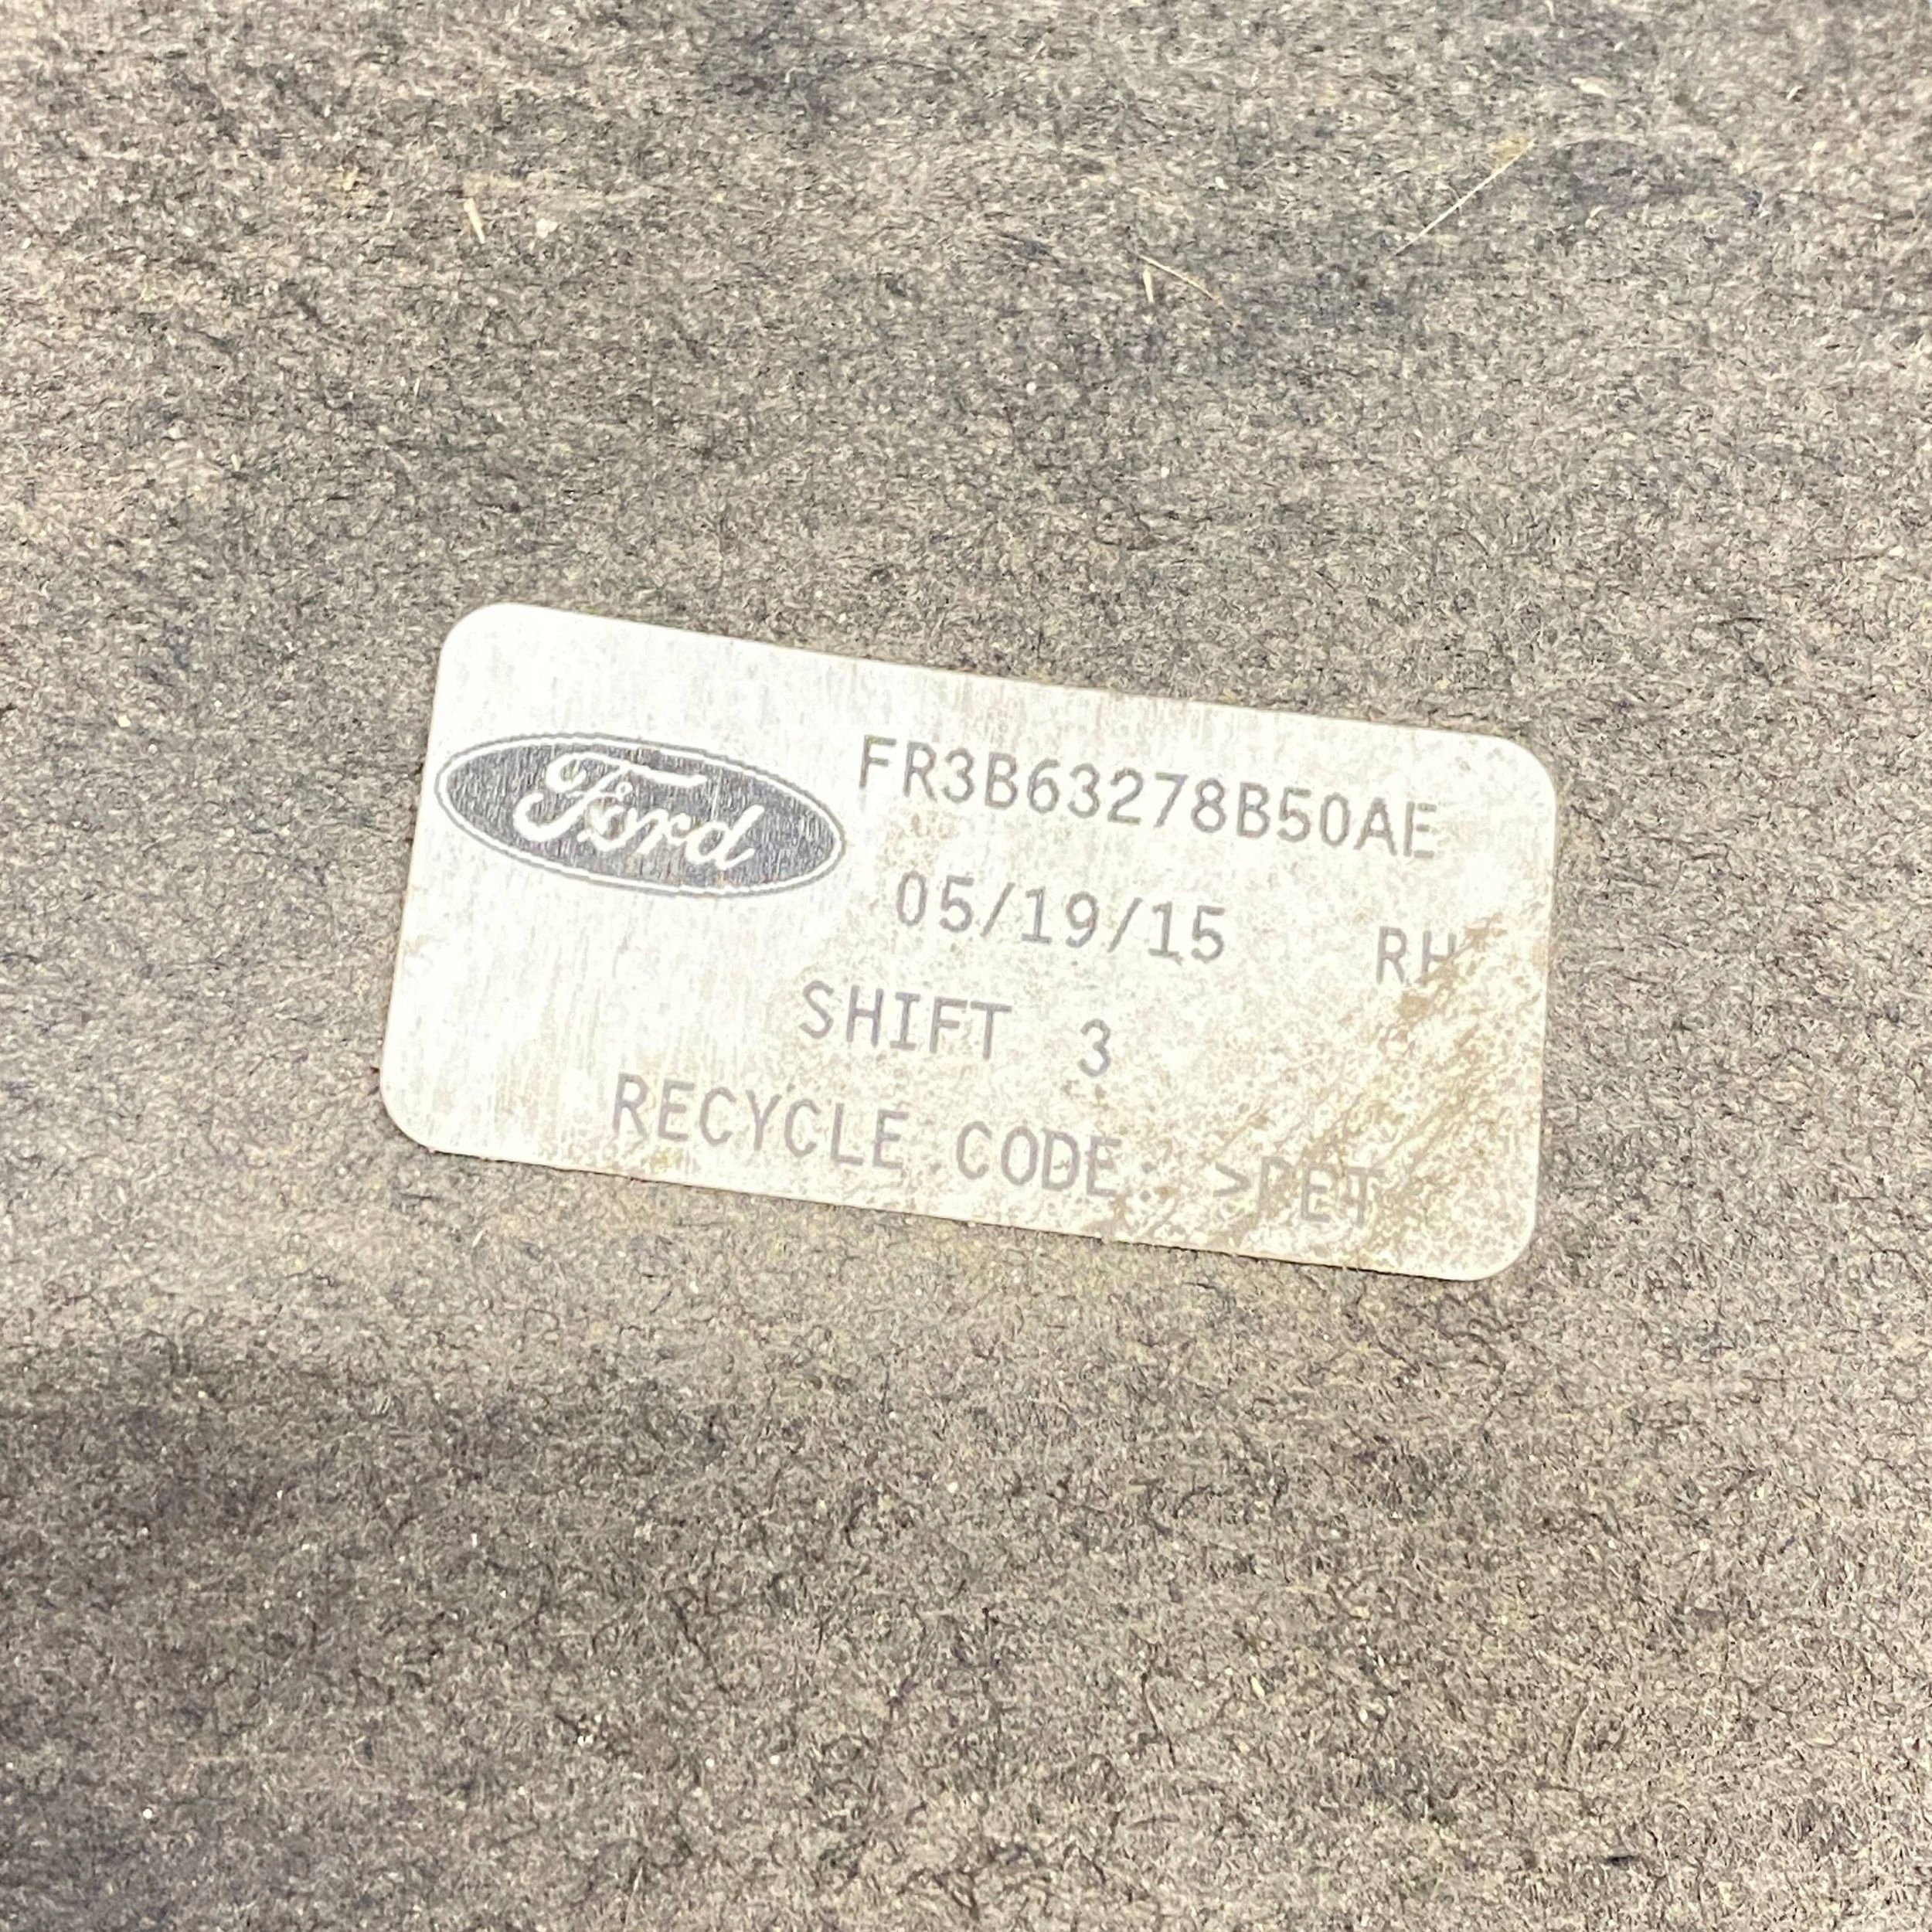 Ford
FR3B63278B50AE
05/19/15 RH
SHIFT 3
RECYCLE CODE: >PET